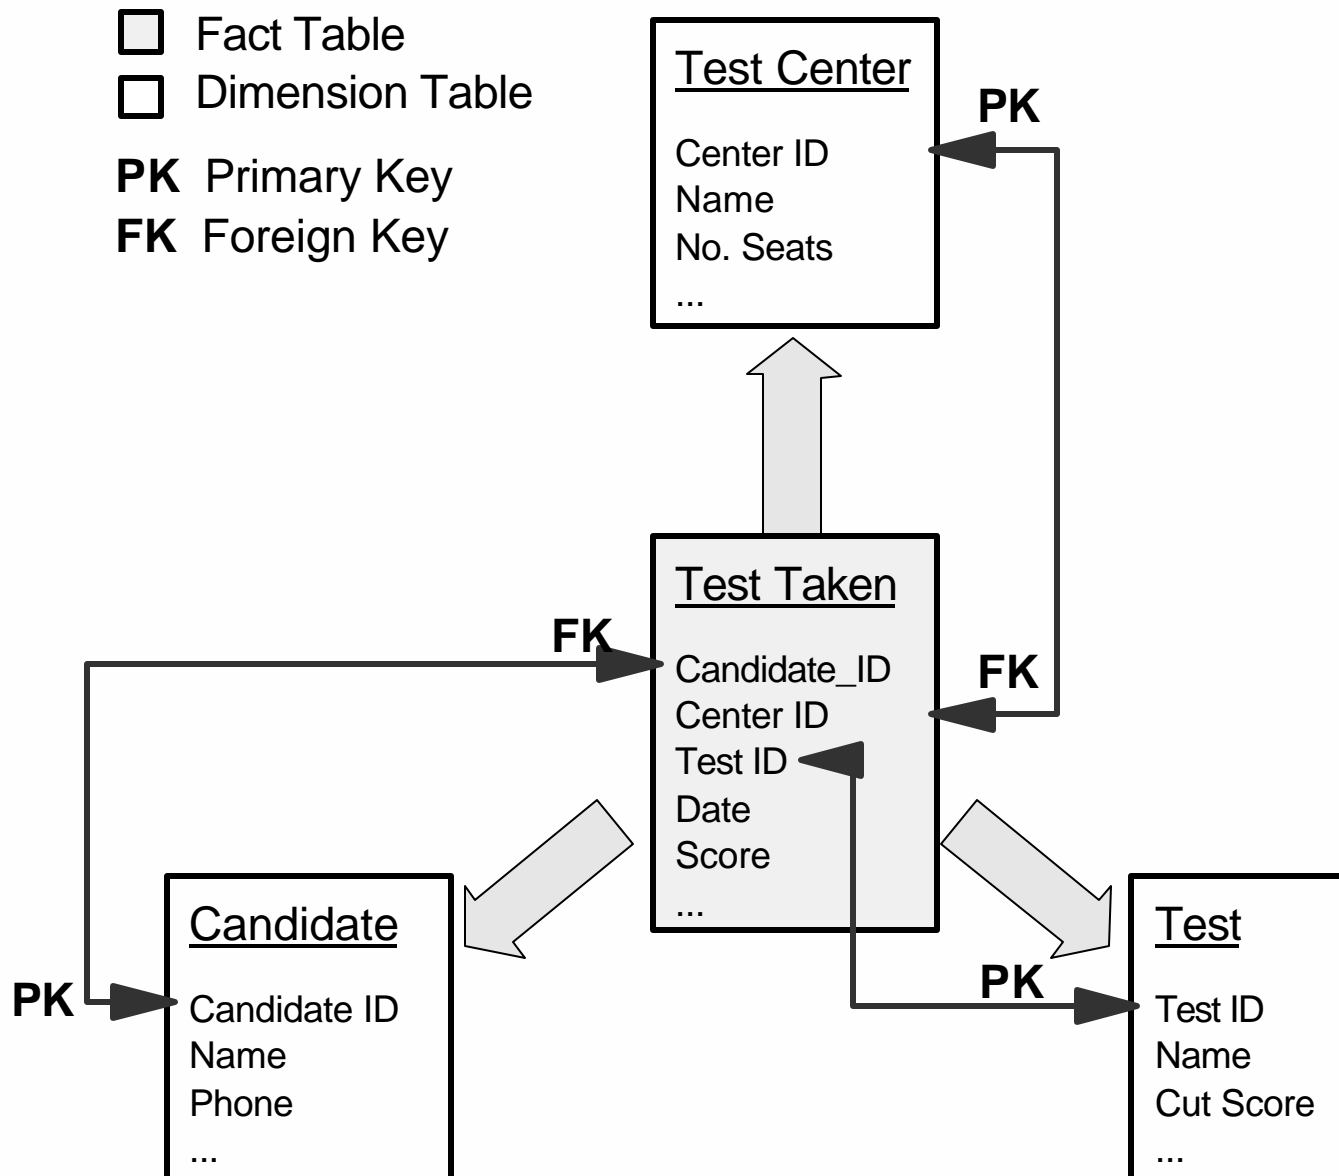 Fact Table
Dimension Table
PK Primary Key
FK Foreign Key
Test Center
Center ID
Name
No. Seats
...
PK
Test Taken
Candidate_ID
Center ID
Test ID
Date
Score
...
FK
FK
Candidate
Candidate ID
Name
Phone
...
PK
Test
Test ID
Name
Cut Score
...
PK